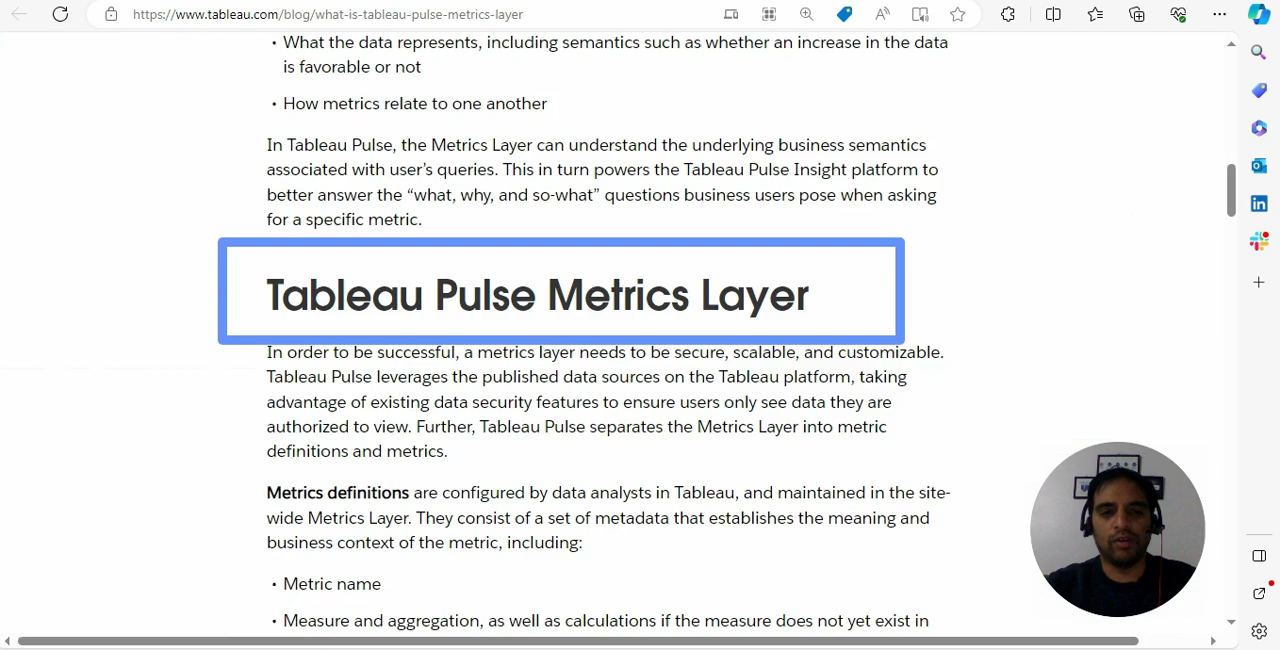 https://www.tableau.com/blog/what-is-tableau-pulse-metrics-layer
• What the data represents, including semantics such as whether an increase in the data
is favorable or not
• How metrics relate to one another
In Tableau Pulse, the Metrics Layer can understand the underlying business semantics
associated with user’s queries. This in turn powers the Tableau Pulse Insight platform to
better answer the “what, why, and so-what” questions business users pose when asking
for a specific metric.
Tableau Pulse Metrics Layer
In order to be successful, a metrics layer needs to be secure, scalable, and customizable.
Tableau Pulse leverages the published data sources on the Tableau platform, taking
advantage of existing data security features to ensure users only see data they are
authorized to view. Further, Tableau Pulse separates the Metrics Layer into metric
definitions and metrics.
Metrics definitions are configured by data analysts in Tableau, and maintained in the site-
wide Metrics Layer. They consist of a set of metadata that establishes the meaning and
business context of the metric, including:
• Metric name
• Measure and aggregation, as well as calculations if the measure does not yet exist in